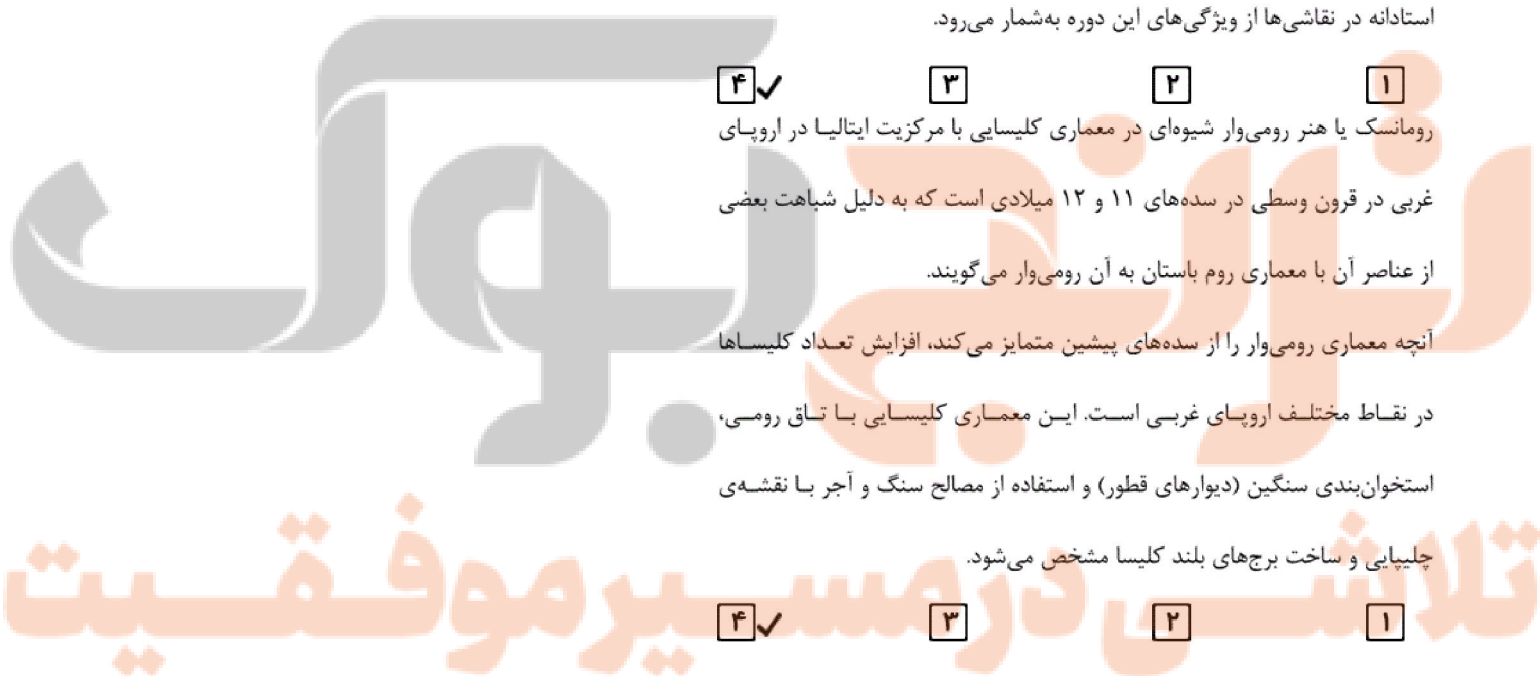 استادانه در نقاشی‌ها از ویژگی‌های این دوره به‌شمار می‌رود.
۱ ۲ ۳ ۴
رومانسک یا هنر رومی‌وار شیوه‌ای در معماری کلیسایی با مرکزیت ایتالیا در اروپای
غربی در قرون وسطی در سده‌های ۱۱ و ۱۲ میلادی است که به دلیل شباهت بعضی
از عناصر آن با معماری روم باستان به آن رومی‌وار می‌گویند.
آنچه معماری رومی‌وار را از سده‌های پیشین متمایز می‌کند، افزایش تعداد کلیساها
در نقاط مختلف اروپای غربی است. این معماری کلیسایی با تاق رومی،
استخوان‌بندی سنگین (دیوارهای قطور) و استفاده از مصالح سنگ و آجر با نقشه‌ی
چلیپایی و ساخت برج‌های بلند کلیسا مشخص می‌شود.
۱ ۲ ۳ ۴
ترنج بوک
تلاشی در مسیر موفقیت